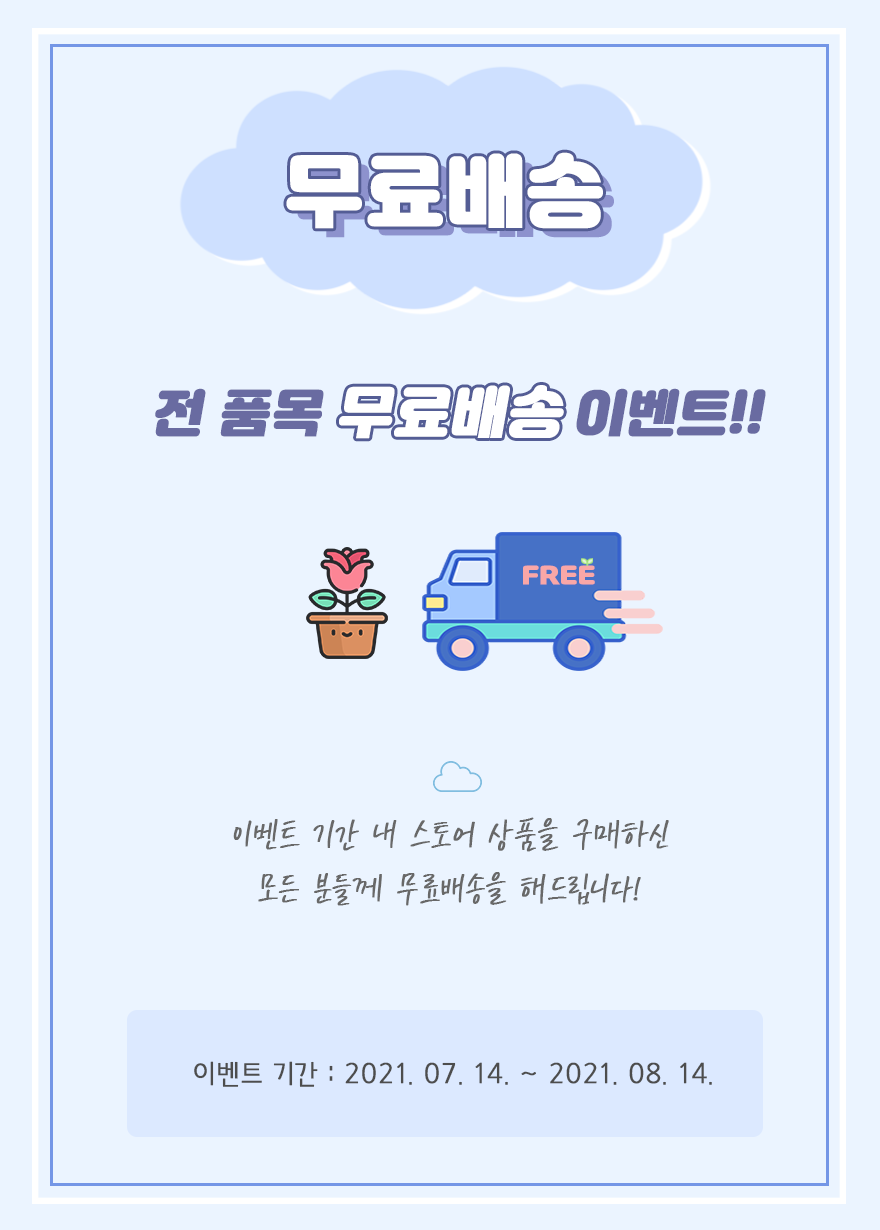 무료배송
전 품목 무료배송 이벤트!!
FREE
이벤트 기간 내 스토어 상품을 구매하신
모든 분들께 무료배송을 해드립니다!
이벤트 기간 : 2021. 07. 14. ~ 2021. 08. 14.